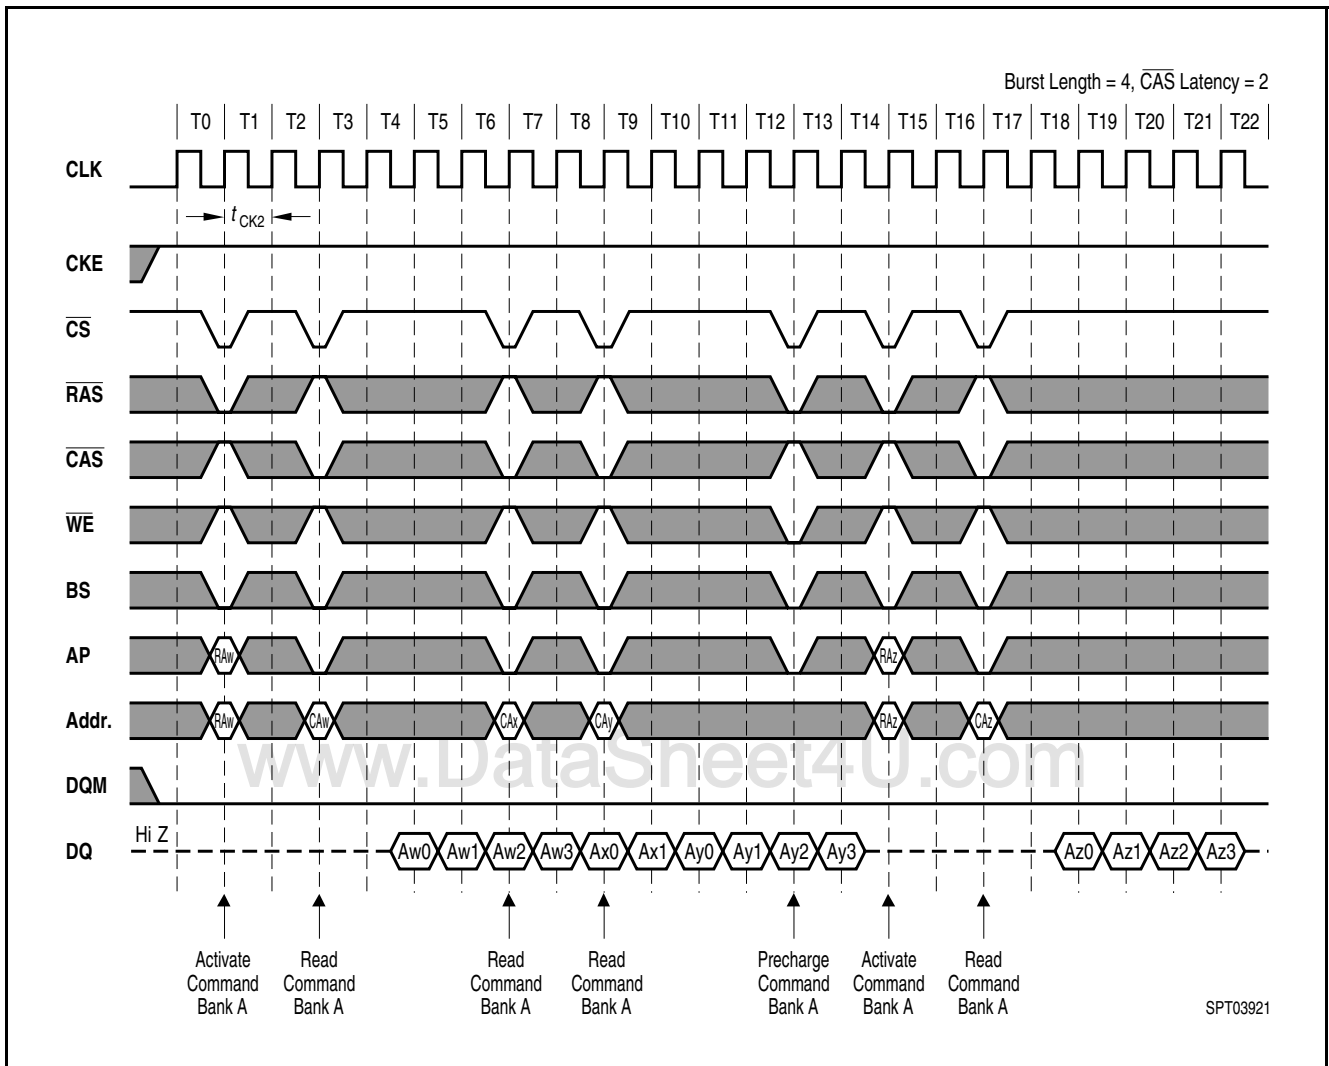 Burst Length = 4, CAS Latency = 2
T0 T1 T2 T3 T4 T5 T6 T7 T8 T9 T10 T11 T12 T13 T14 T15 T16 T17 T18 T19 T20 T21 T22
CLK
t CK2
CKE
CS
RAS
CAS
WE
BS
AP RAw RAz
Addr. RAw CAw CAx CAy RAz CAz
www.DataSheet4U.com
DQM
Hi Z
DQ Aw0 Aw1 Aw2 Aw3 Ax0 Ax1 Ay0 Ay1 Ay2 Ay3 Az0 Az1 Az2 Az3
Activate Command Bank A
Read Command Bank A
Read Command Bank A
Read Command Bank A
Precharge Command Bank A
Activate Command Bank A
Read Command Bank A
SPT03921